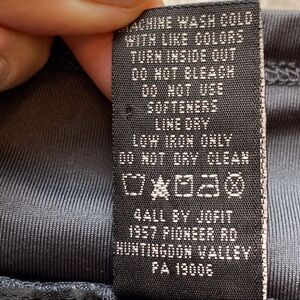 MACHINE WASH COLD
WITH LIKE COLORS
TURN INSIDE OUT
DO NOT BLEACH
DO NOT USE
SOFTENERS
LINE DRY
LOW IRON ONLY
DO NOT DRY CLEAN
4ALL BY JOFIT
1957 PIONEER RD
HUNTINGDON VALLEY
PA 19006